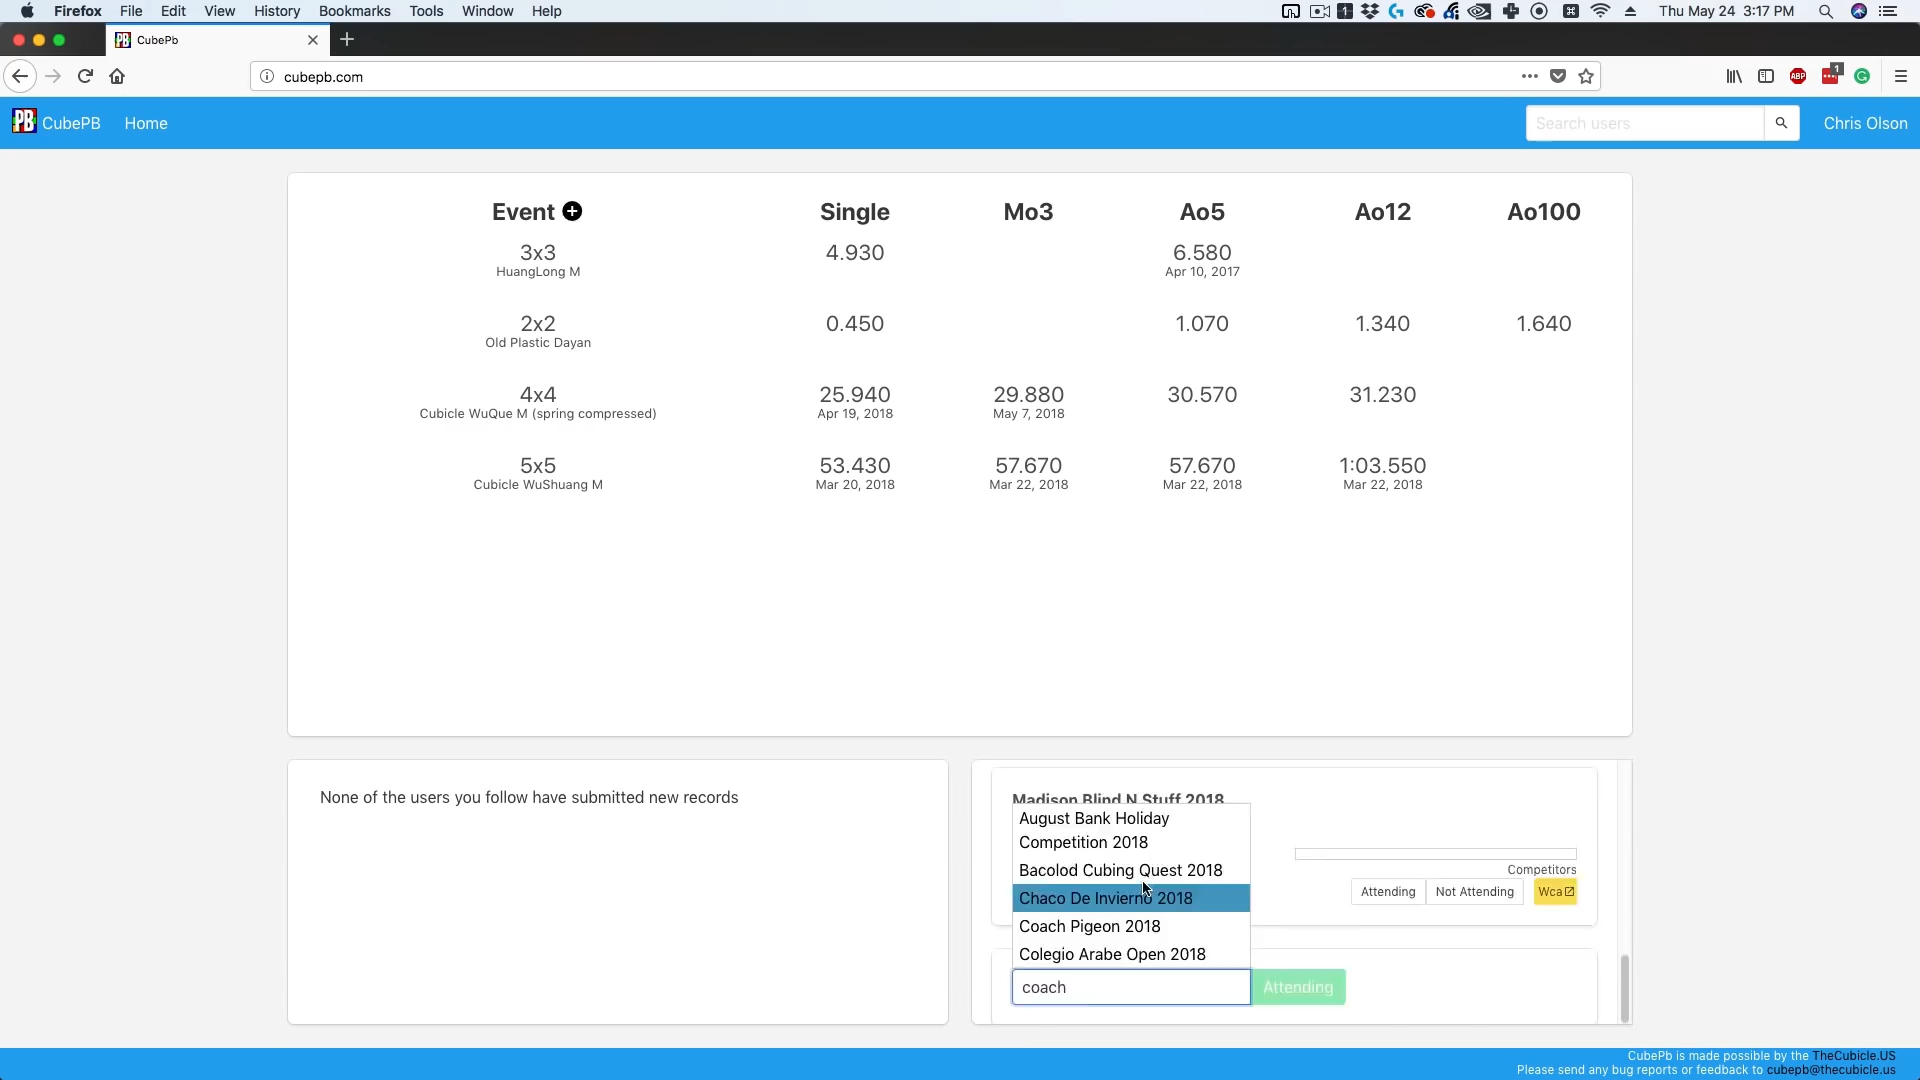 Firefox File Edit View History Bookmarks Tools Window Help
Thu May 24 3:17 PM
CubePb
cubepb.com
ABP
1
PB CubePB Home
Search users
Chris Olson
Event Single Mo3 Ao5 Ao12 Ao100
3x3 4.930 6.580
HuangLong M Apr 10, 2017
2x2 0.450 1.070 1.340 1.640
Old Plastic Dayan
4x4 25.940 29.880 30.570 31.230
Cubicle WuQue M (spring compressed) Apr 19, 2018 May 7, 2018
5x5 53.430 57.670 57.670 1:03.550
Cubicle WuShuang M Mar 20, 2018 Mar 22, 2018 Mar 22, 2018 Mar 22, 2018
None of the users you follow have submitted new records
Madison Blind N Stuff 2018
August Bank Holiday
Competition 2018
Bacolod Cubing Quest 2018
Chaco De Invierno 2018
Coach Pigeon 2018
Colegio Arabe Open 2018
Competitors
Attending Not Attending Wca
coach Attending
CubePb is made possible by the TheCubicle.US
Please send any bug reports or feedback to cubepb@thecubicle.us